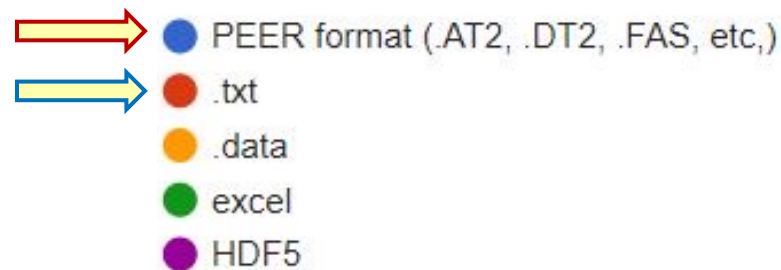 PEER format (.AT2, .DT2, .FAS, etc,)
.txt
.data
excel
HDF5